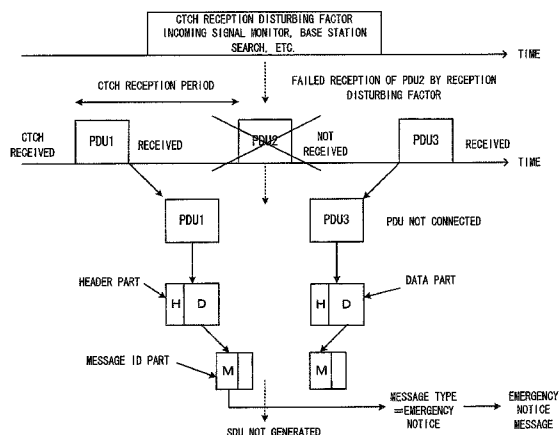 CTCH RECEPTION DISTURBING FACTOR
INCOMING SIGNAL MONITOR, BASE STATION
SEARCH, ETC.
TIME
CTCH RECEPTION PERIOD
FAILED RECEPTION OF PDU2 BY RECEPTION
DISTURBING FACTOR
CTCH
RECEIVED
PDU1
RECEIVED
PDU2
NOT
RECEIVED
PDU3
RECEIVED
TIME
PDU1
PDU3
PDU NOT CONNECTED
HEADER PART
H D
H D
DATA PART
MESSAGE ID PART
M
M
SDU NOT GENERATED
MESSAGE TYPE
=EMERGENCY
NOTICE
EMERGENCY
NOTICE
MESSAGE